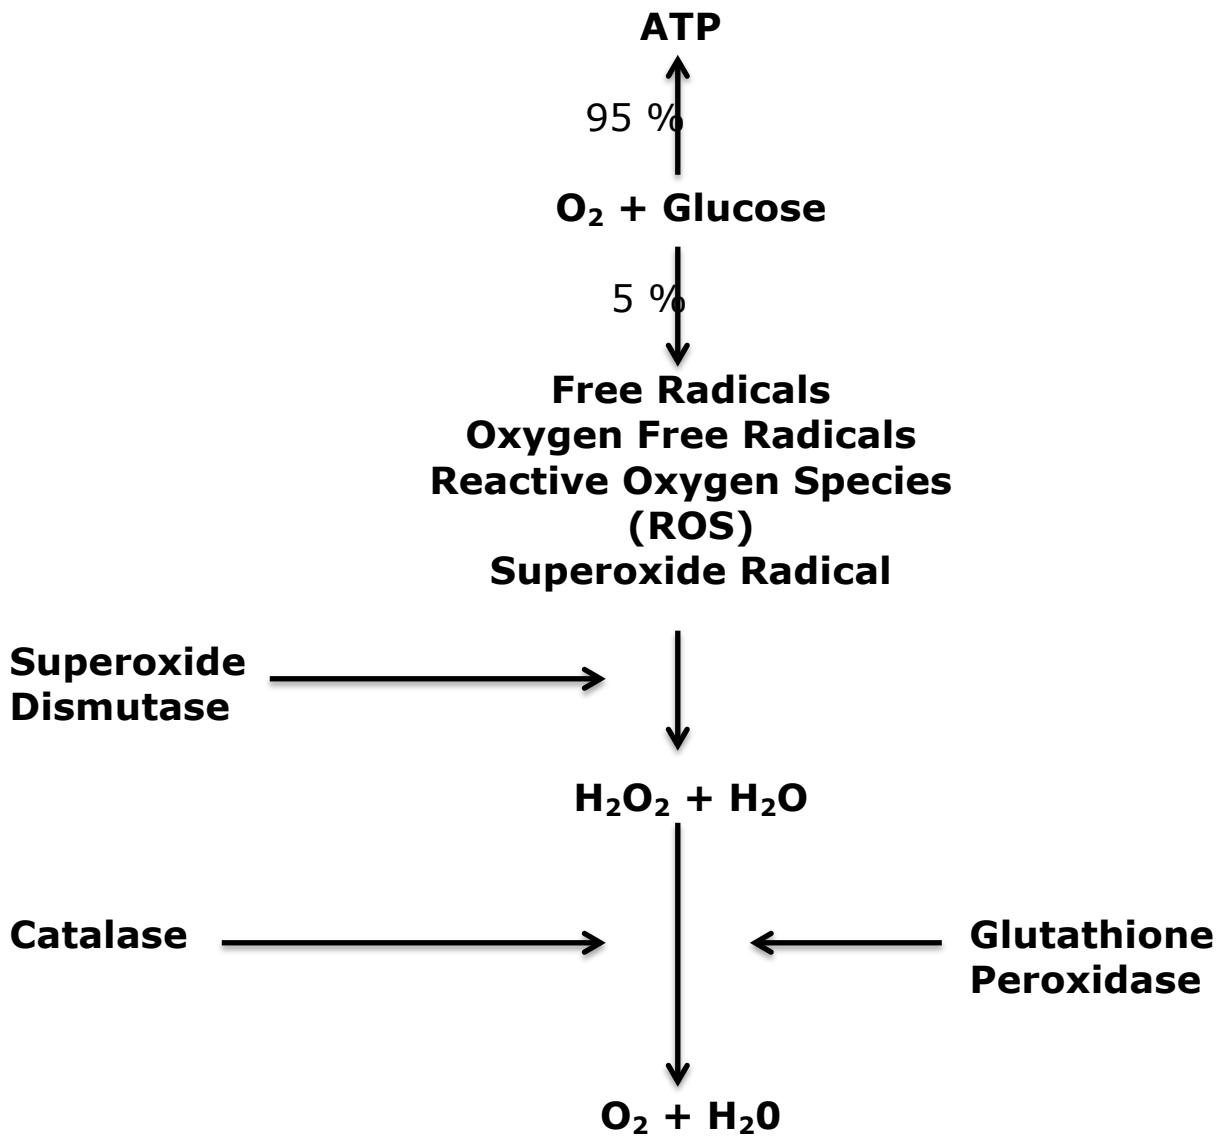 ATP
95 %
O₂ + Glucose
5 %
Free Radicals
Oxygen Free Radicals
Reactive Oxygen Species
(ROS)
Superoxide Radical
Superoxide
Dismutase
H₂O₂ + H₂O
Catalase
Glutathione
Peroxidase
O₂ + H₂0